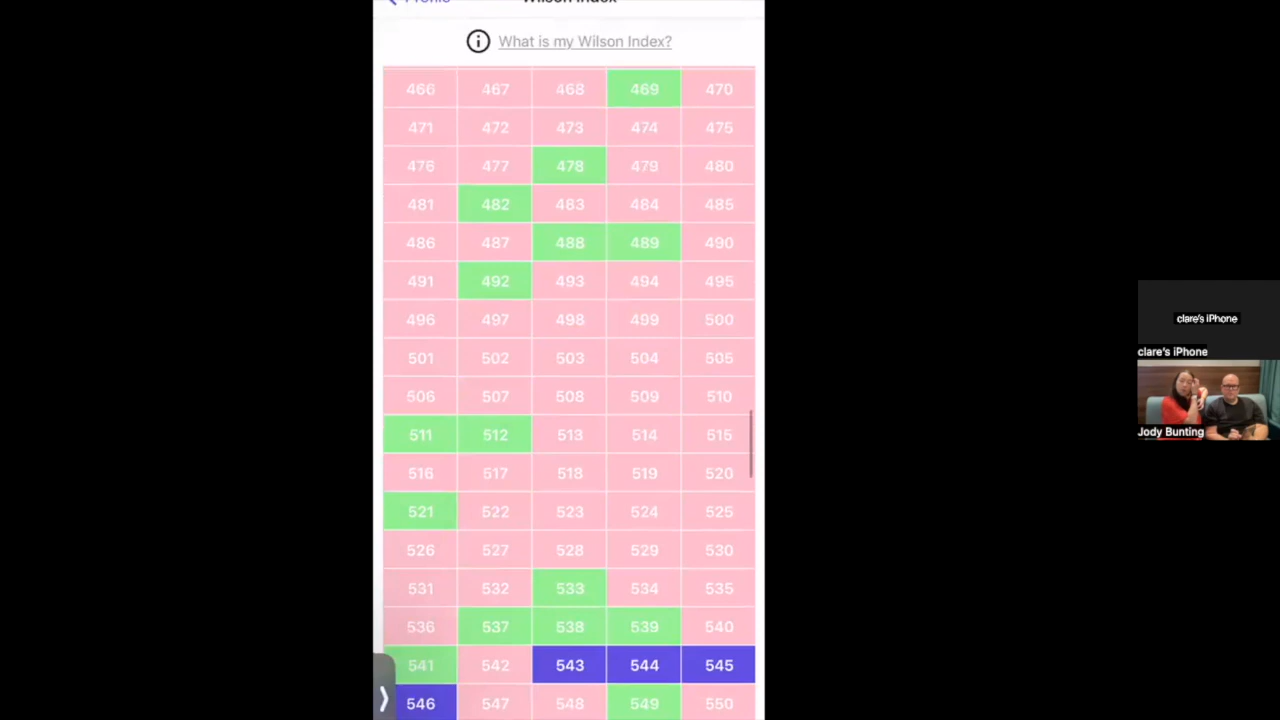 Profile
Wilson Index
What is my Wilson Index?
466 467 468 469 470
471 472 473 474 475
476 477 478 479 480
481 482 483 484 485
486 487 488 489 490
491 492 493 494 495
496 497 498 499 500
501 502 503 504 505
506 507 508 509 510
511 512 513 514 515
516 517 518 519 520
521 522 523 524 525
526 527 528 529 530
531 532 533 534 535
536 537 538 539 540
541 542 543 544 545
546 547 548 549 550
clare's iPhone
clare's iPhone
Jody Bunting